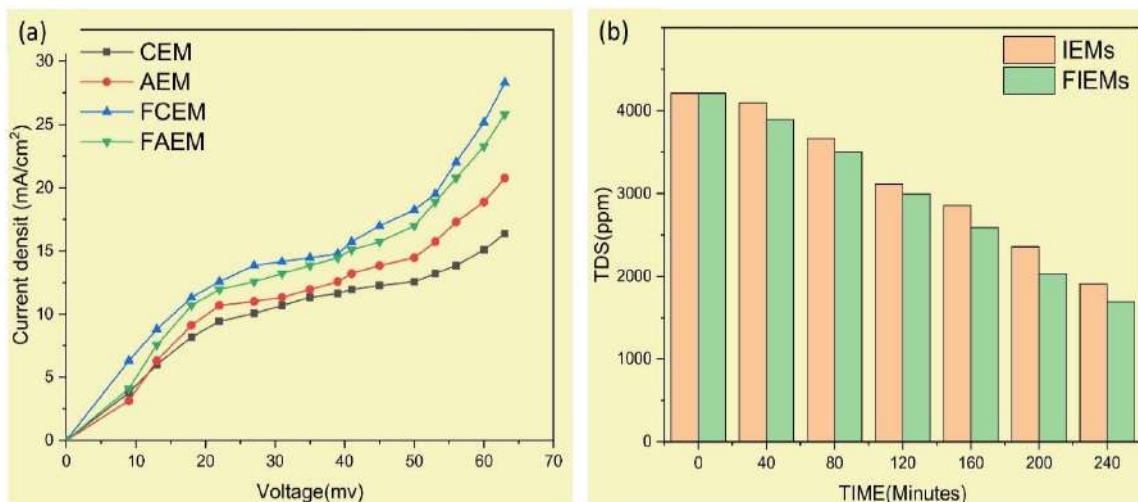 (a)
CEM
AEM
FCEM
FAEM
Current densit (mA/cm²)
30
25
20
15
10
5
0
0 10 20 30 40 50 60 70
Voltage(mv)
(b)
IEMs
FIEMs
TDS(ppm)
4000
3000
2000
1000
0
0 40 80 120 160 200 240
TIME(Minutes)